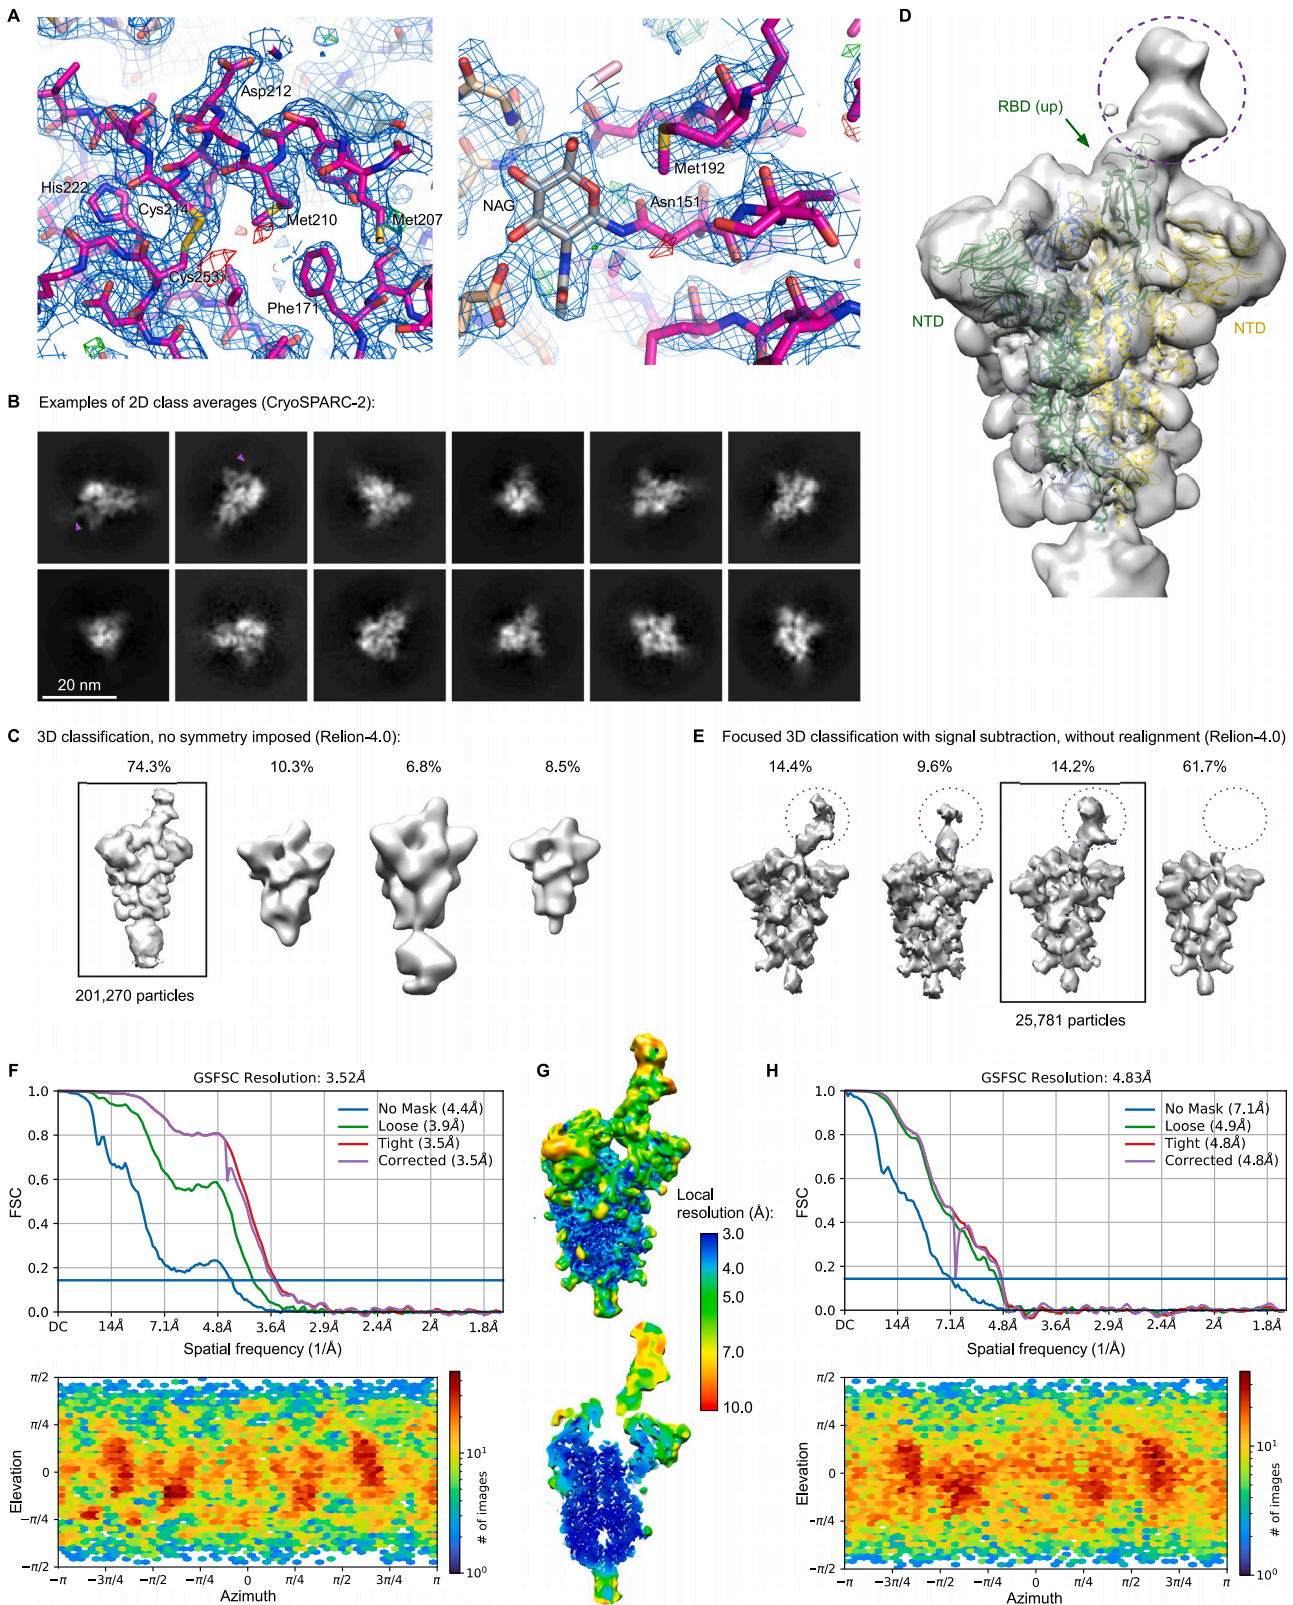 A
Asp212
His222
Cys214
Met210
Met207
Cys253
Phe171
Met192
NAG
Asn151
D
RBD (up)
NTD
NTD
B Examples of 2D class averages (CryoSPARC-2):
20 nm
C 3D classification, no symmetry imposed (Relion-4.0):
74.3% 10.3% 6.8% 8.5%
201,270 particles
E Focused 3D classification with signal subtraction, without realignment (Relion-4.0)
14.4% 9.6% 14.2% 61.7%
25,781 particles
F
GSFSC Resolution: 3.52Å
No Mask (4.4Å)
Loose (3.9Å)
Tight (3.5Å)
Corrected (3.5Å)
FSC
1.0
0.8
0.6
0.4
0.2
0.0
DC 14Å 7.1Å 4.8Å 3.6Å 2.9Å 2.4Å 2Å 1.8Å
Spatial frequency (1/Å)
π/2
π/4
0
−π/4
−π/2
Elevation
−π −3π/4 −π/2 0 π/4 π/2 3π/4 π
Azimuth
10¹
10⁰
# of images
G
Local
resolution (Å):
3.0
4.0
5.0
7.0
10.0
H
GSFSC Resolution: 4.83Å
No Mask (7.1Å)
Loose (4.9Å)
Tight (4.8Å)
Corrected (4.8Å)
FSC
1.0
0.8
0.6
0.4
0.2
0.0
DC 14Å 7.1Å 4.8Å 3.6Å 2.9Å 2.4Å 2Å 1.8Å
Spatial frequency (1/Å)
π/2
π/4
0
−π/4
−π/2
Elevation
−π −3π/4 −π/2 0 π/4 π/2 3π/4 π
Azimuth
10¹
10⁰
# of images